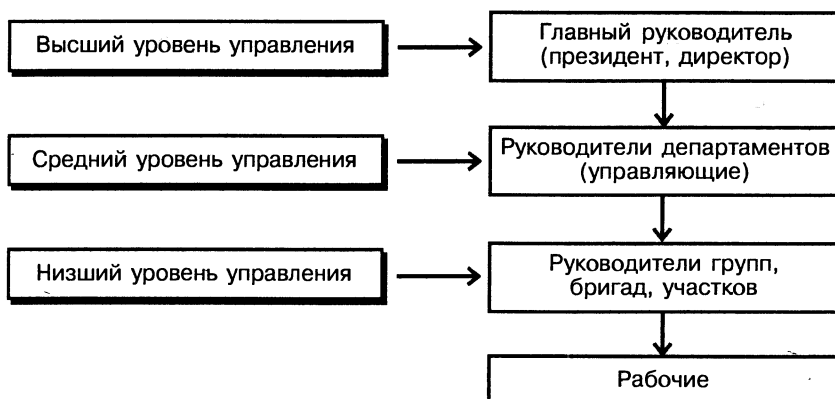 Высший уровень управления
Главный руководитель
(президент, директор)
Средний уровень управления
Руководители департаментов
(управляющие)
Низший уровень управления
Руководители групп,
бригад, участков
Рабочие